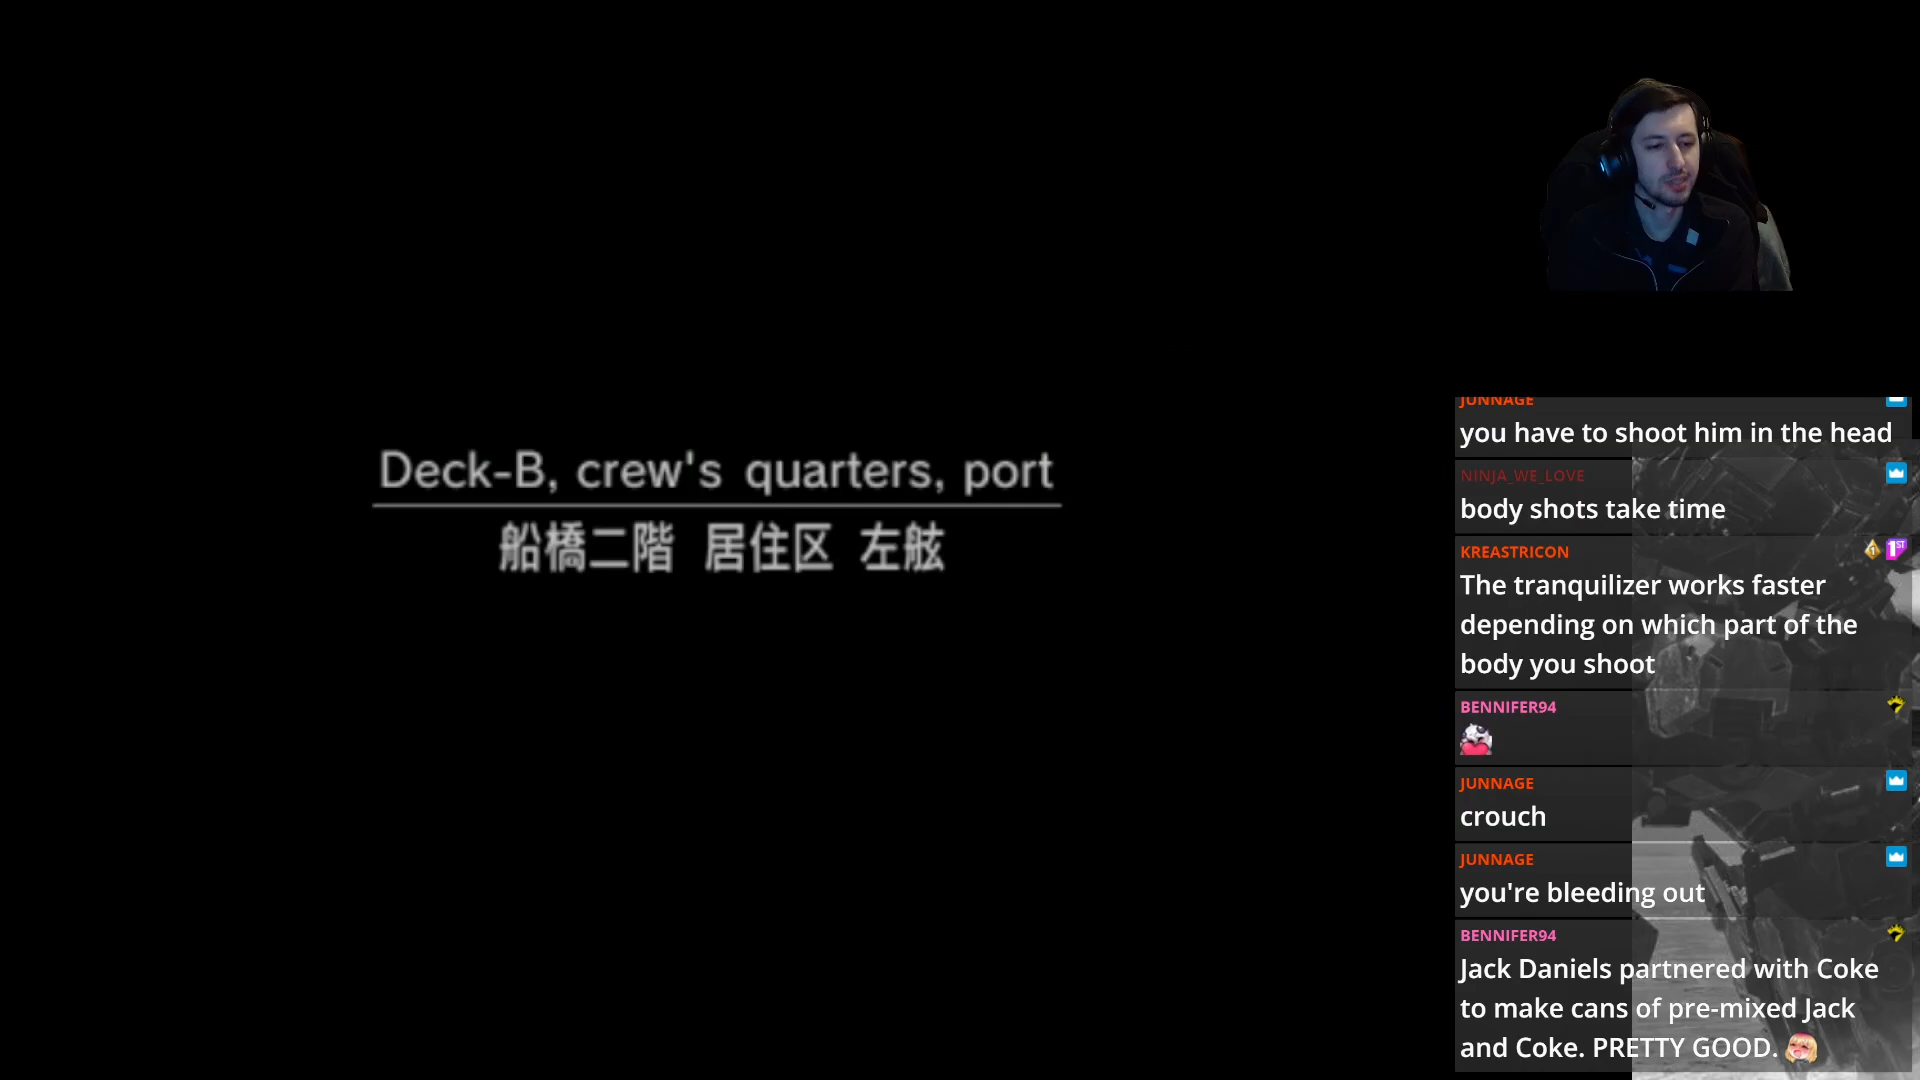 Deck-B, crew's quarters, port
船橋二階 居住区 左舷
JUNNAGE
you have to shoot him in the head
NINJA_WE_LOVE
body shots take time
KREASTRICON
The tranquilizer works faster
depending on which part of the
body you shoot
BENNIFER94
JUNNAGE
crouch
JUNNAGE
you're bleeding out
BENNIFER94
Jack Daniels partnered with Coke
to make cans of pre-mixed Jack
and Coke. PRETTY GOOD.